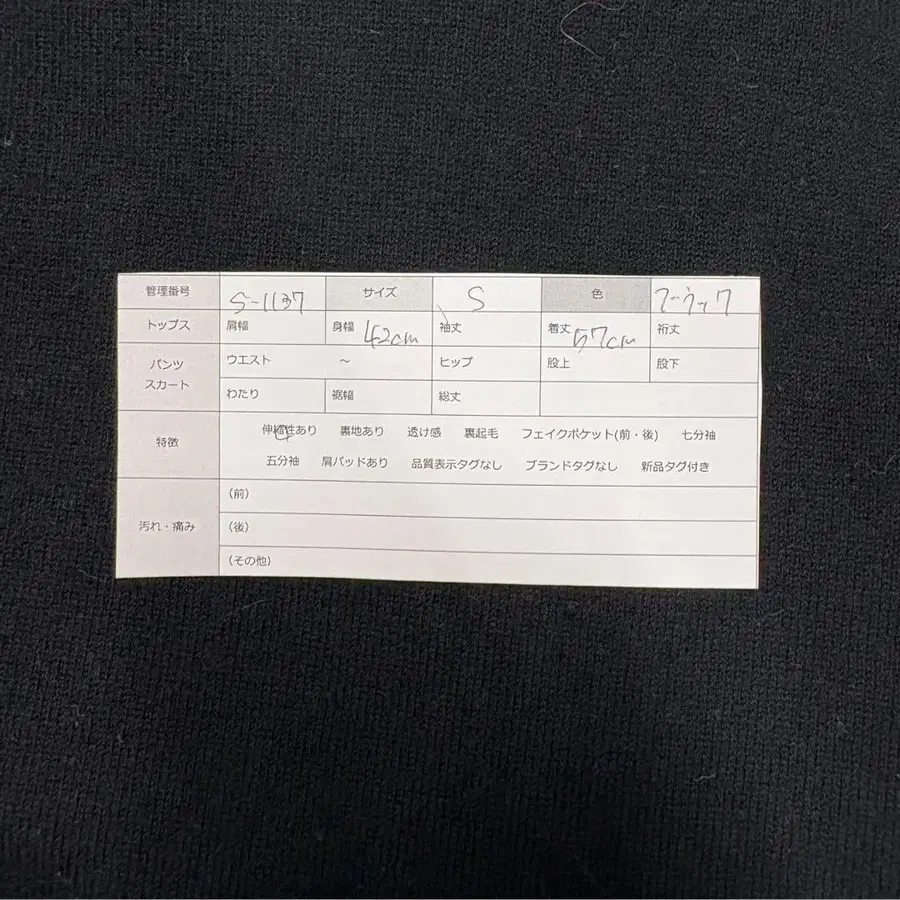 管理番号 S-1137 サイズ S 色 ブラック
トップス 肩幅 身幅 42cm 袖丈 着丈 57cm 裄丈
パンツ スカート ウエスト ～ ヒップ 股上 股下
わたり 裾幅 総丈
特徴 伸縮性あり 裏地あり 透け感 裏起毛 フェイクポケット(前・後) 七分袖
五分袖 肩パッドあり 品質表示タグなし ブランドタグなし 新品タグ付き
汚れ・痛み (前)
(後)
(その他)